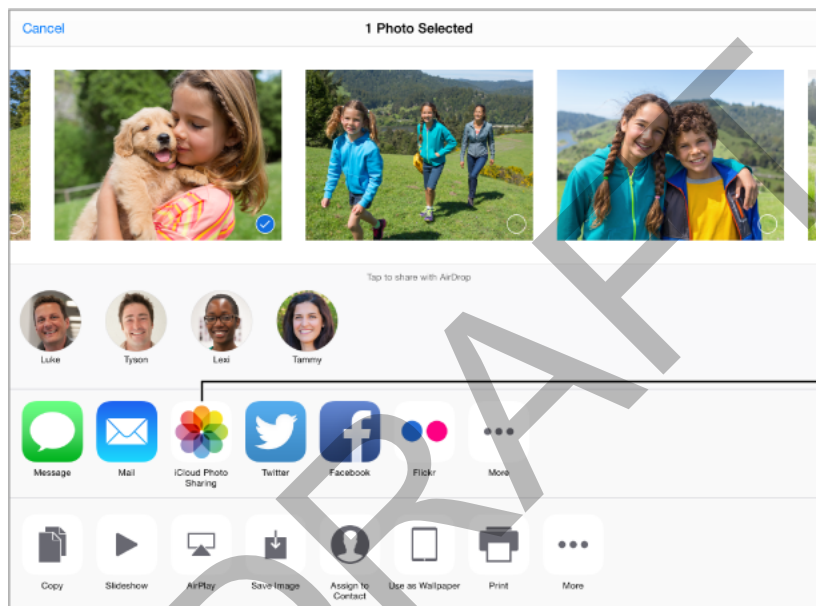 Cancel
1 Photo Selected
Tap to share with AirDrop
Luke
Tyson
Lexi
Tammy
Message
Mail
iCloud Photo
Sharing
Twitter
Facebook
Flickr
More
Copy
Slideshow
AirPlay
Save Image
Assign to
Contact
Use as Wallpaper
Print
More
DRAFT